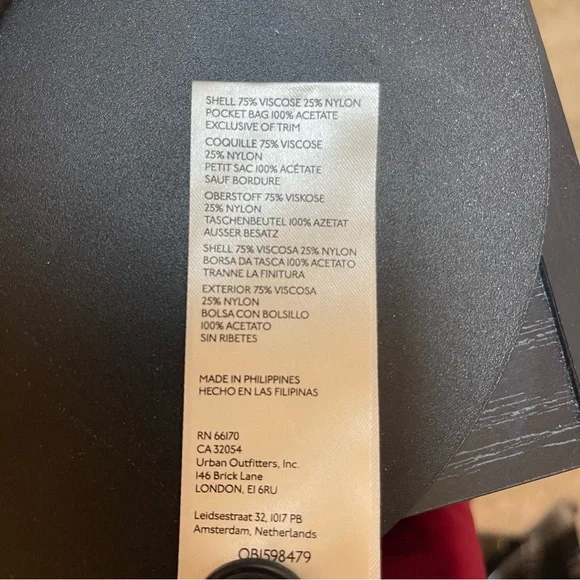 SHELL 75% VISCOSE 25% NYLON
POCKET BAG 100% ACETATE
EXCLUSIVE OF TRIM
COQUILLE 75% VISCOSE
25% NYLON
PETIT SAC 100% ACÉTATE
SAUF BORDURE
OBERSTOFF 75% VISKOSE
25% NYLON
TASCHENBEUTEL 100% AZETAT
AUSSER BESATZ
SHELL 75% VISCOSA 25% NYLON
BORSA DA TASCA 100% ACETATO
TRANNE LA FINITURA
EXTERIOR 75% VISCOSA
25% NYLON
BOLSA CON BOLSILLO
100% ACETATO
SIN RIBETES
MADE IN PHILIPPINES
HECHO EN LAS FILIPINAS
RN 66170
CA 32054
Urban Outfitters, Inc.
146 Brick Lane
LONDON, E1 6RU
Leidsestraat 32, 1017 PB
Amsterdam, Netherlands
OB1598479